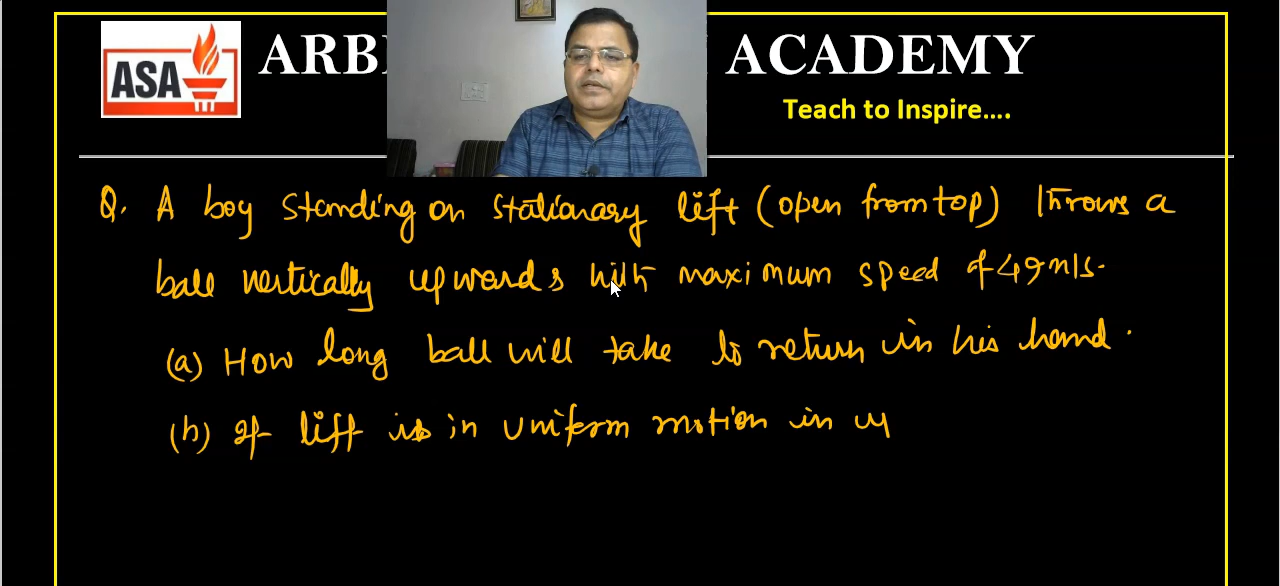 ASA ARB ACADEMY
Teach to Inspire....
Q. A boy standing on stationary lift (open from top) throws a
ball vertically upwards with maximum speed of 49 m/s.
(a) How long ball will take to return in his hand.
(b) If lift is in uniform motion in up